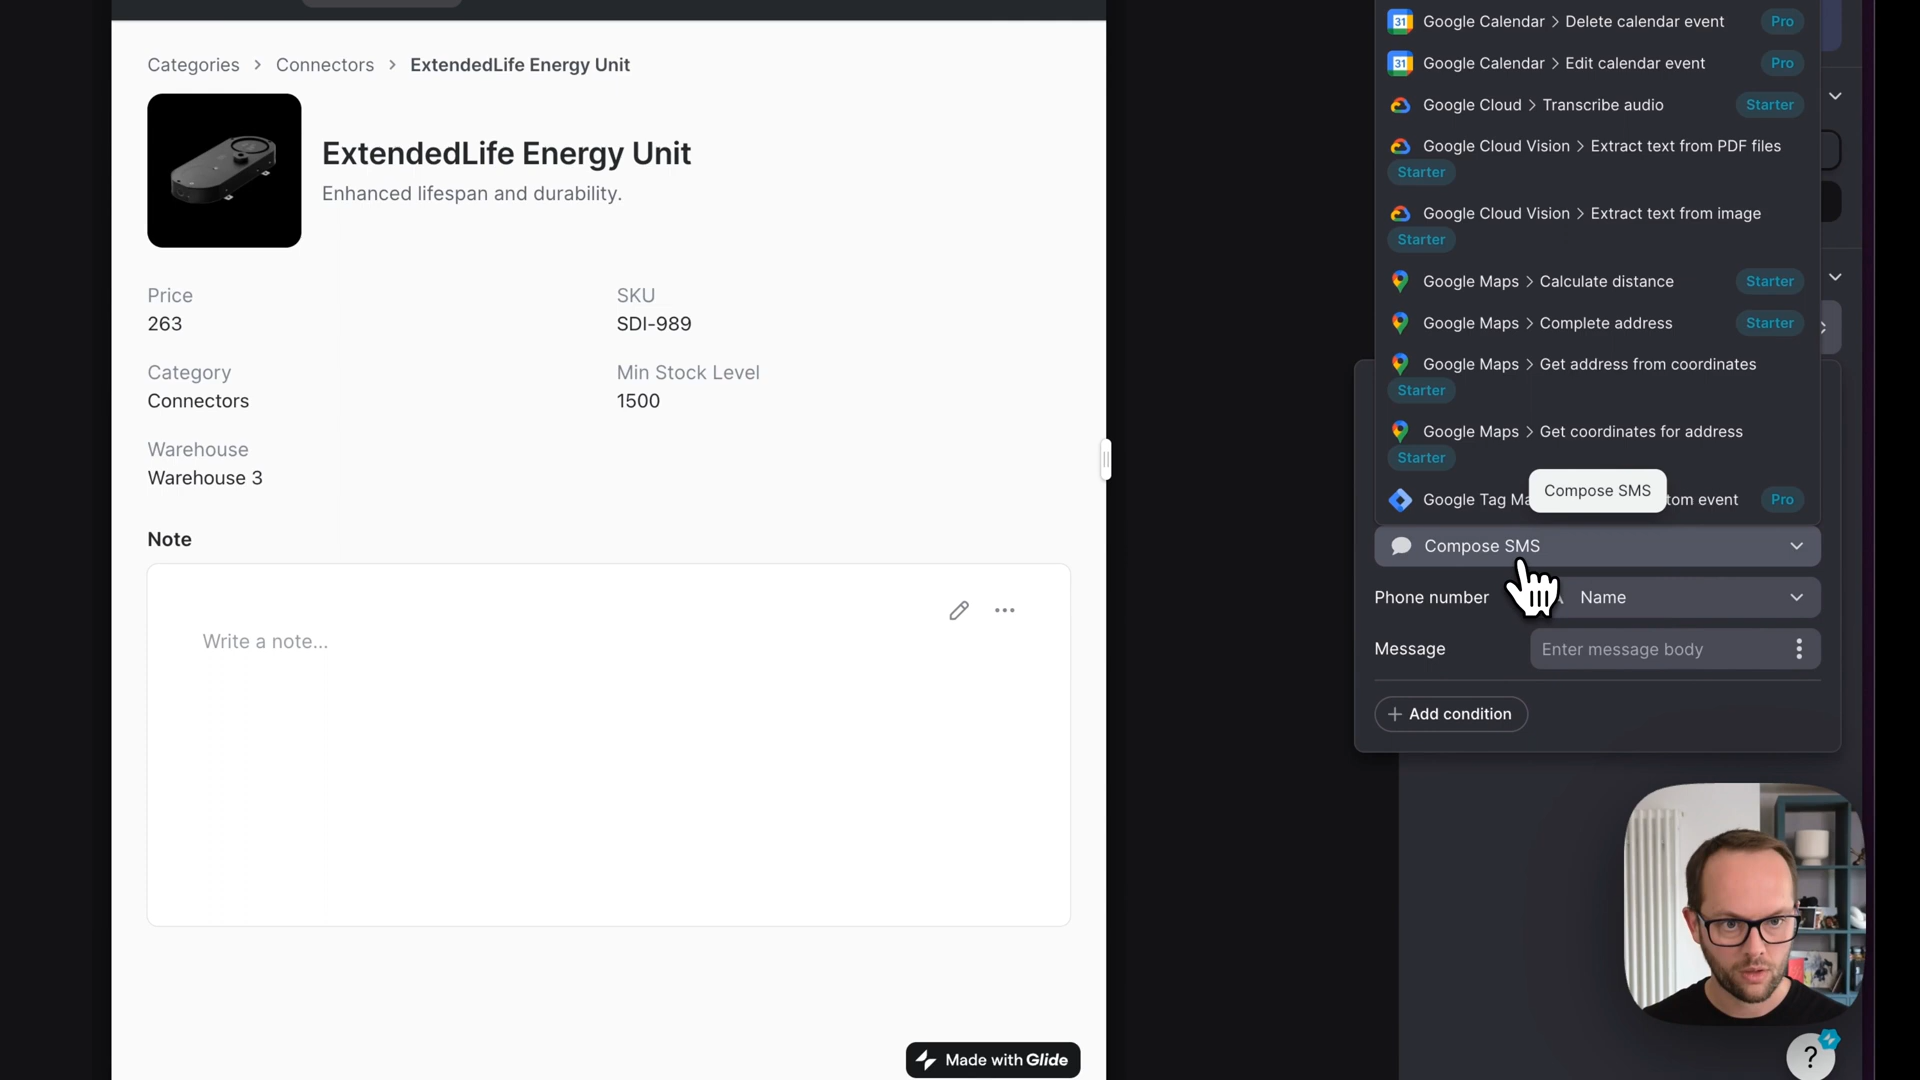 Categories > Connectors > ExtendedLife Energy Unit
ExtendedLife Energy Unit
Enhanced lifespan and durability.
Price
263
SKU
SDI-989
Category
Connectors
Min Stock Level
1500
Warehouse
Warehouse 3
Note
Write a note...
Made with Glide
31 Google Calendar > Delete calendar event Pro
31 Google Calendar > Edit calendar event Pro
Google Cloud > Transcribe audio Starter
Google Cloud Vision > Extract text from PDF files
Starter
Google Cloud Vision > Extract text from image
Starter
Google Maps > Calculate distance Starter
Google Maps > Complete address Starter
Google Maps > Get address from coordinates
Starter
Google Maps > Get coordinates for address
Starter
Compose SMS
Google Tag event Pro
Compose SMS
Phone number Name
Message Enter message body
+ Add condition
?